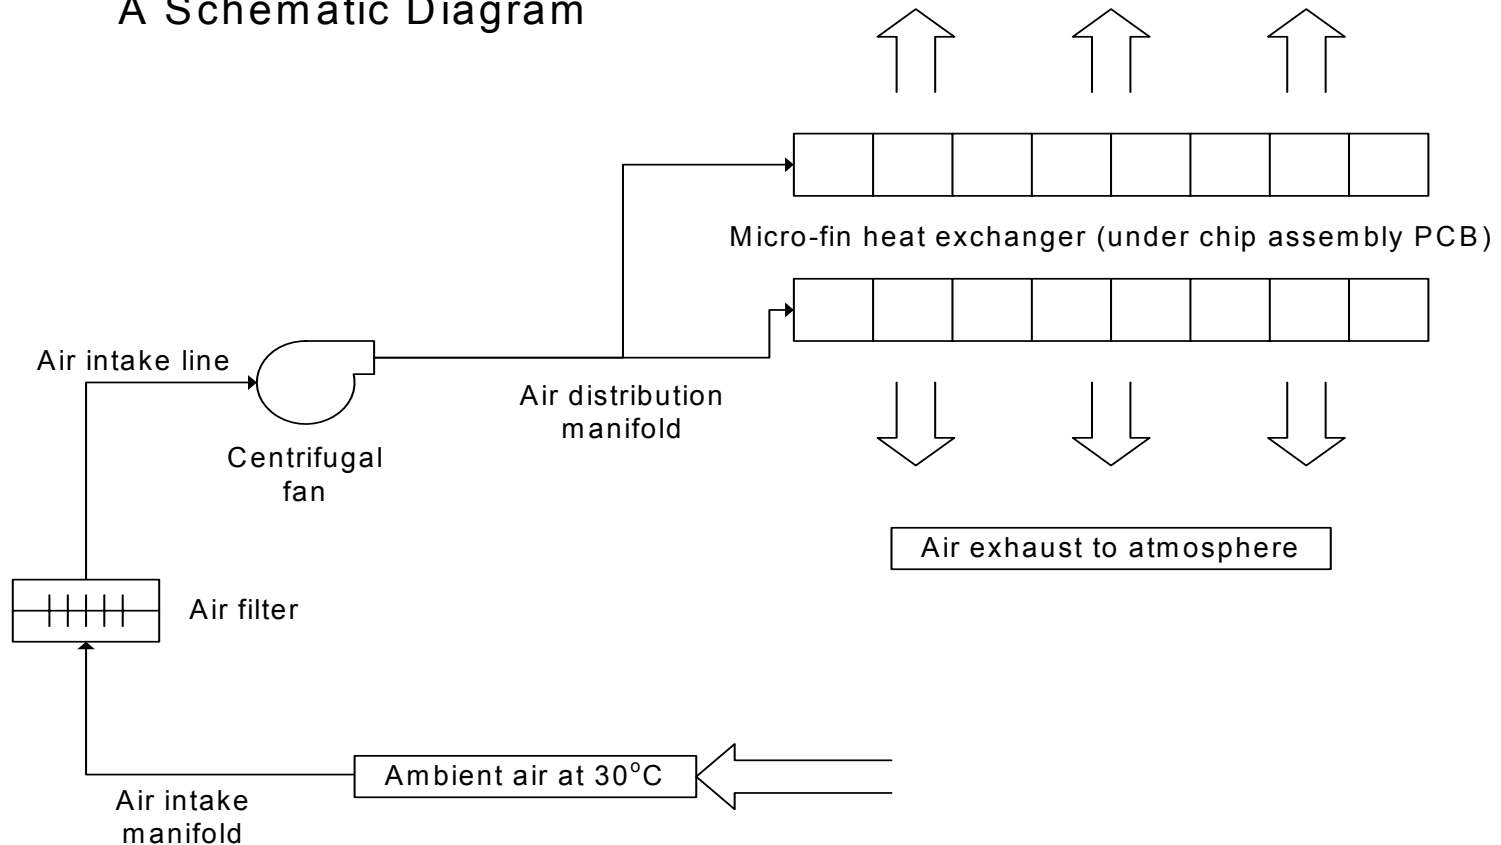 A Schematic Diagram
Micro-fin heat exchanger (under chip assembly PCB)
Air intake line
Air distribution
manifold
Centrifugal
fan
Air exhaust to atmosphere
Air filter
Ambient air at 30°C
Air intake
manifold